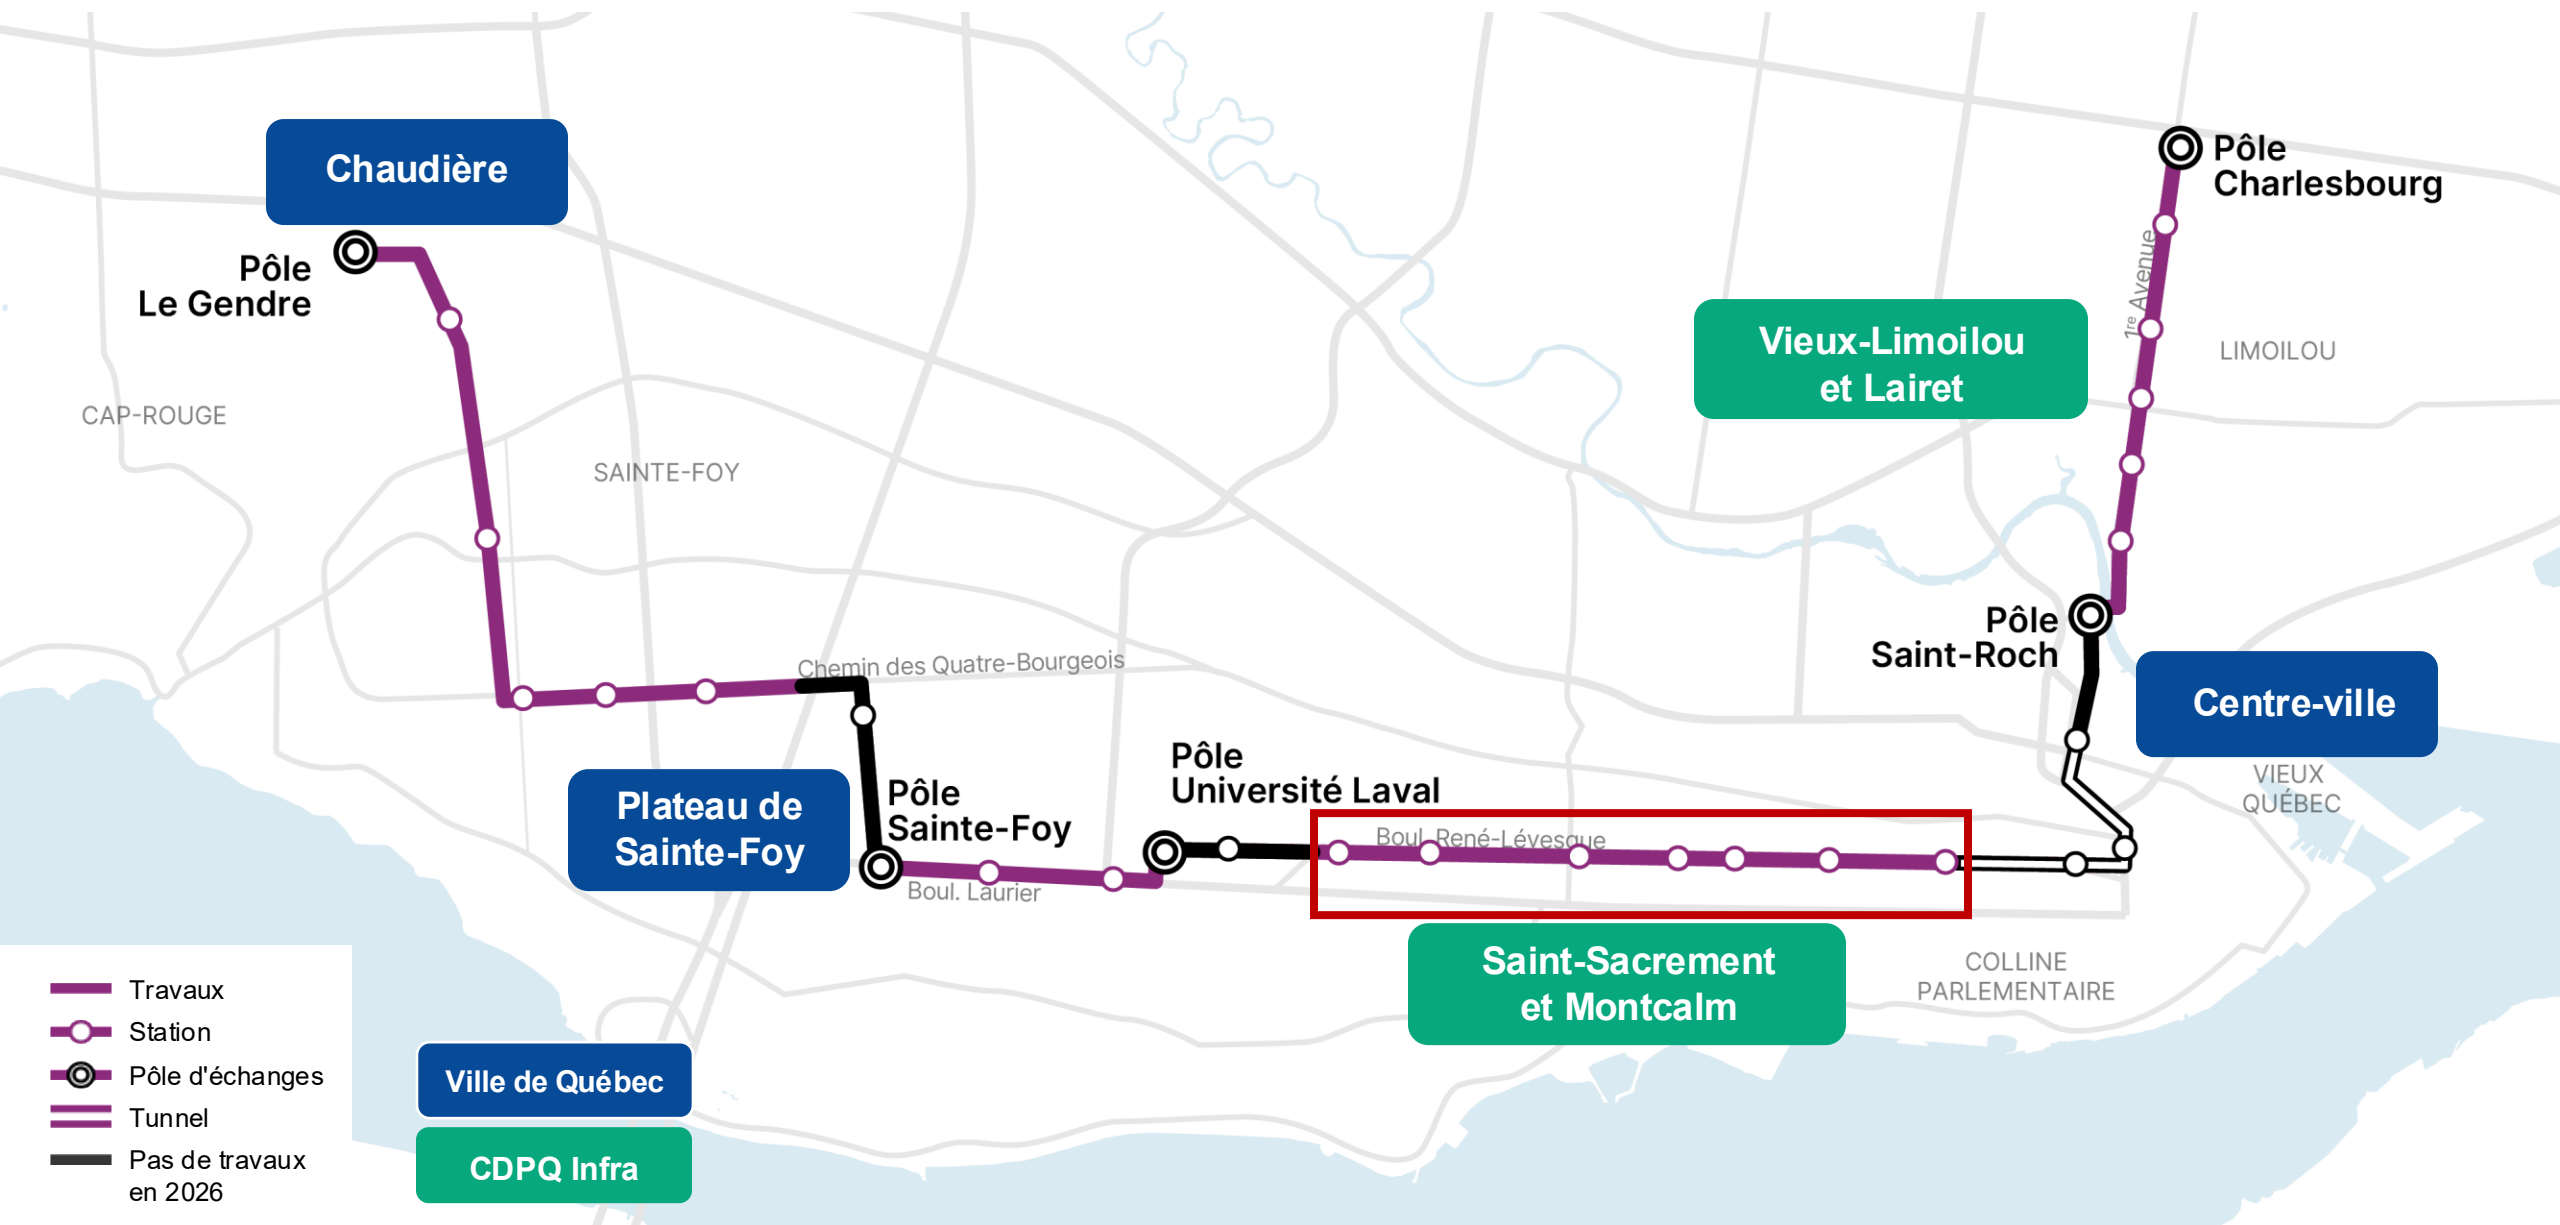 Chaudière
Pôle
Le Gendre
CAP-ROUGE
SAINTE-FOY
Pôle
Charlesbourg
1re Avenue
Vieux-Limoilou
et Lairet
LIMOILOU
Pôle
Saint-Roch
Centre-ville
VIEUX
QUÉBEC
Chemin des Quatre-Bourgeois
Plateau de
Sainte-Foy
Pôle
Sainte-Foy
Boul. Laurier
Pôle
Université Laval
Boul. René-Lévesque
Saint-Sacrement
et Montcalm
COLLINE
PARLEMENTAIRE
Travaux
Station
Pôle d'échanges
Tunnel
Pas de travaux
en 2026
Ville de Québec
CDPQ Infra